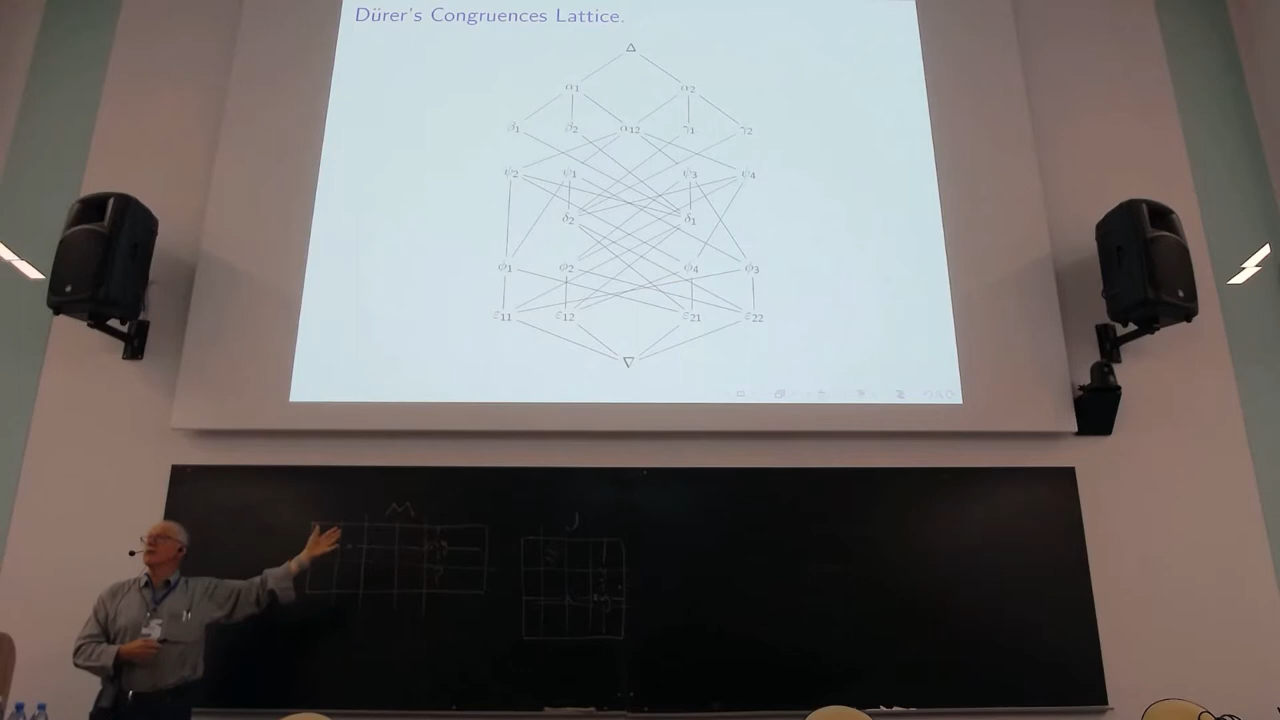 Dürer's Congruences Lattice.
Δ
α₁ α₂
β₁ β₂ α₁₂ γ₁ γ₂
ψ₂ ψ₁ ψ₃ ψ₄
δ₂ δ₁
ϕ₁ ϕ₂ ϕ₄ ϕ₃
ε₁₁ ε₁₂ ε₂₁ ε₂₂
∇
M J